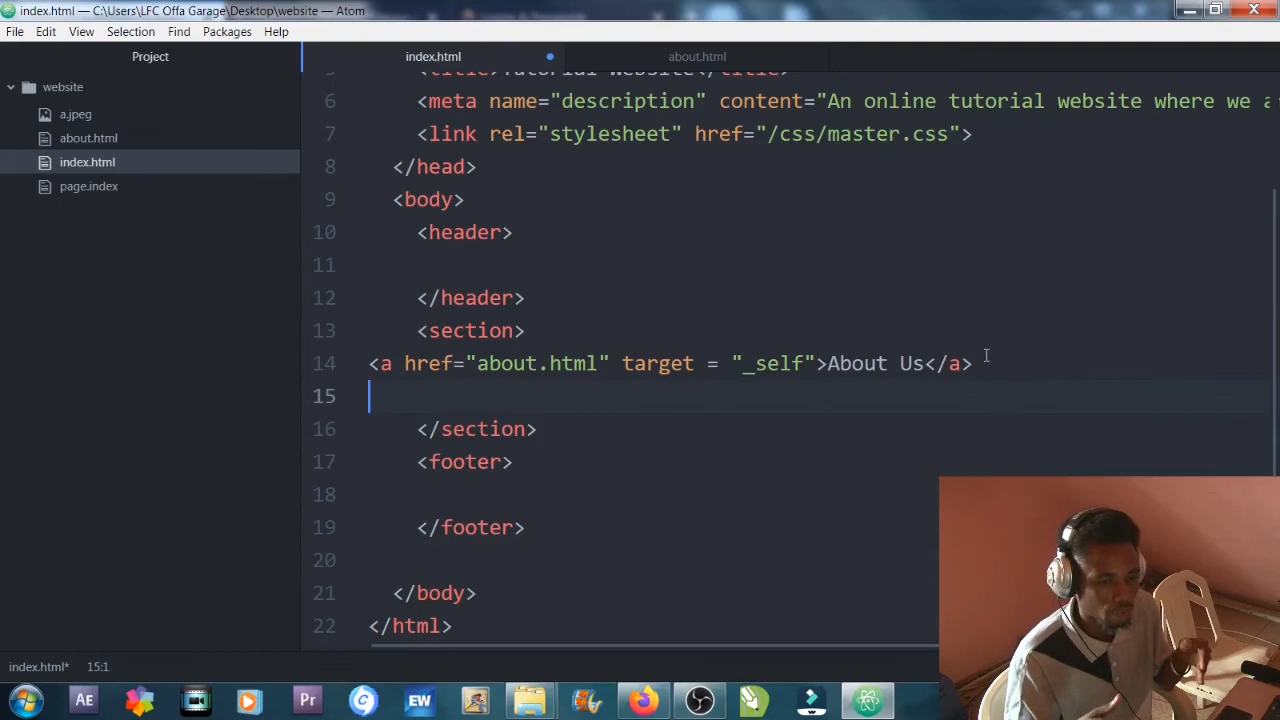 index.html — C:\Users\LFC Offa Garage\Desktop\website — Atom
File Edit View Selection Find Packages Help
Project
index.html
about.html
website
a.jpeg
about.html
index.html
page.index
6 <meta name="description" content="An online tutorial website where we a
7 <link rel="stylesheet" href="/css/master.css">
8 </head>
9 <body>
10 <header>
11
12 </header>
13 <section>
14 <a href="about.html" target = "_self">About Us</a>
15
16 </section>
17 <footer>
18
19 </footer>
20
21 </body>
22 </html>
index.html* 15:1
Ae Pr EW